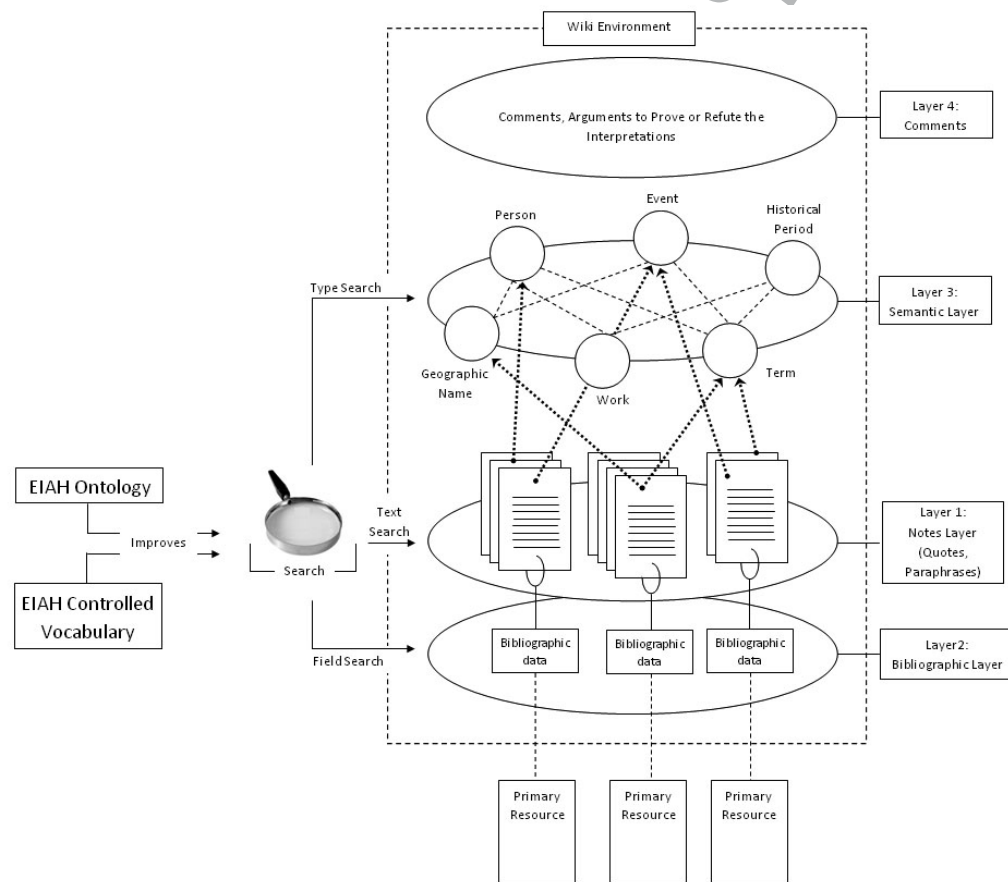 Wiki Environment
Comments, Arguments to Prove or Refute the
Interpretations
Layer 4:
Comments
Person
Event
Historical
Period
Type Search
Layer 3:
Semantic Layer
Geographic
Name
Work
Term
EIAH Ontology
Improves
EIAH Controlled
Vocabulary
Search
Text
Search
Layer 1:
Notes Layer
(Quotes,
Paraphrases)
Field Search
Bibliographic
data
Bibliographic
data
Bibliographic
data
Layer2:
Bibliographic Layer
Primary
Resource
Primary
Resource
Primary
Resource